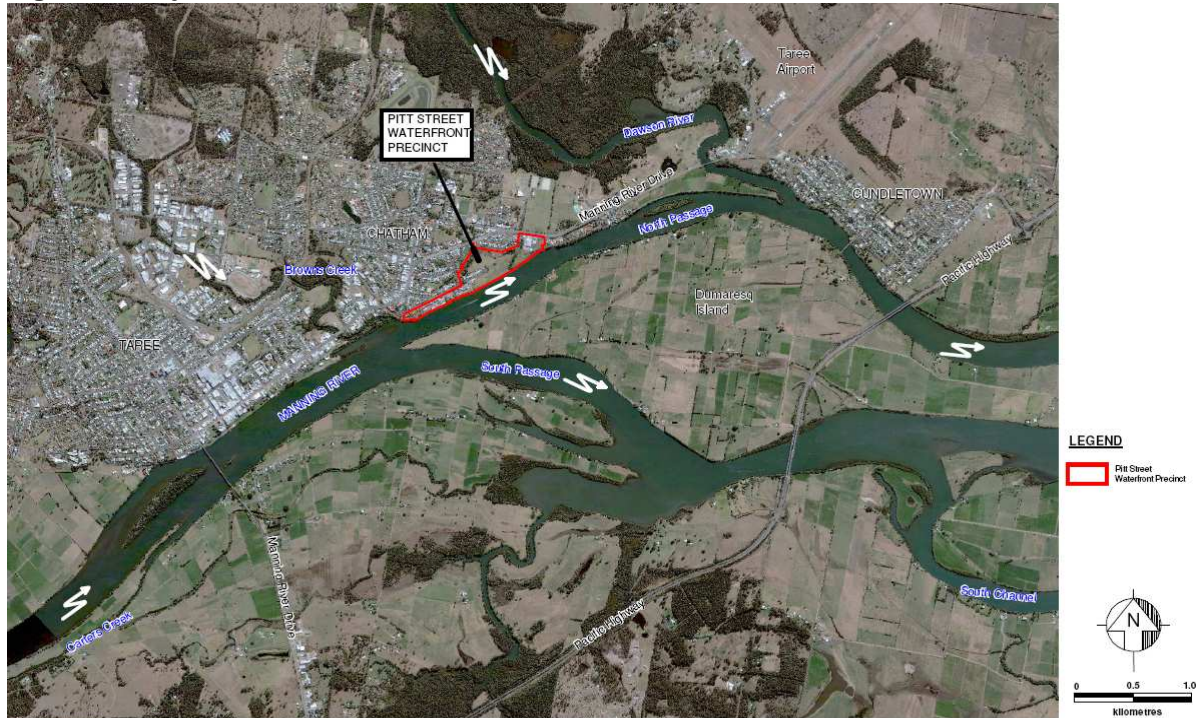 Taree
Airport
PITT STREET
WATERFRONT
PRECINCT
Dawson River
Manning River Drive
CUNDLETOWN
North Passage
CHATHAM
Pacific Highway
Browns Creek
Dumaresq
Island
TAREE
South Passage
MANNING RIVER
LEGEND
Pitt Street
Waterfront Precinct
Manning River Drive
South Channel
Pacific Highway
Carters Creek
N
0 0.5 1.0
kilometres